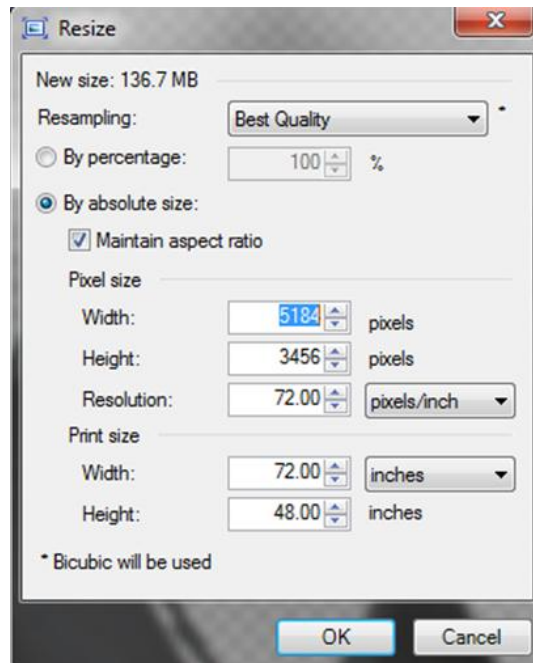 Resize
New size: 136.7 MB
Resampling: Best Quality *
By percentage: 100 %
By absolute size:
Maintain aspect ratio
Pixel size
Width: 5184 pixels
Height: 3456 pixels
Resolution: 72.00 pixels/inch
Print size
Width: 72.00 inches
Height: 48.00 inches
* Bicubic will be used
OK Cancel